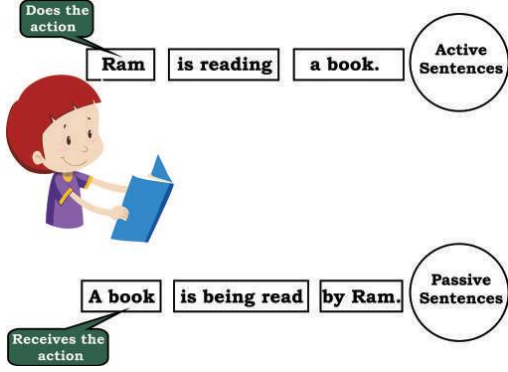 Does the
action
Ram is reading a book.
Active
Sentences
A book is being read by Ram.
Passive
Sentences
Receives the
action